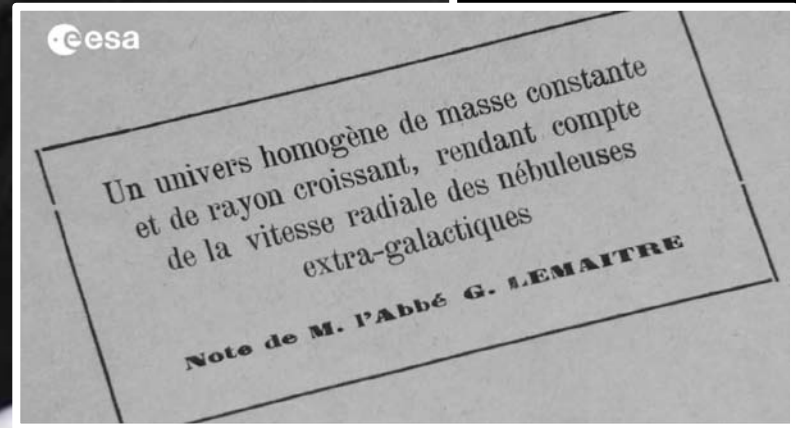 esa
Un univers homogène de masse constante
et de rayon croissant, rendant compte
de la vitesse radiale des nébuleuses
extra-galactiques
Note de M. l'Abbé G. LEMAITRE